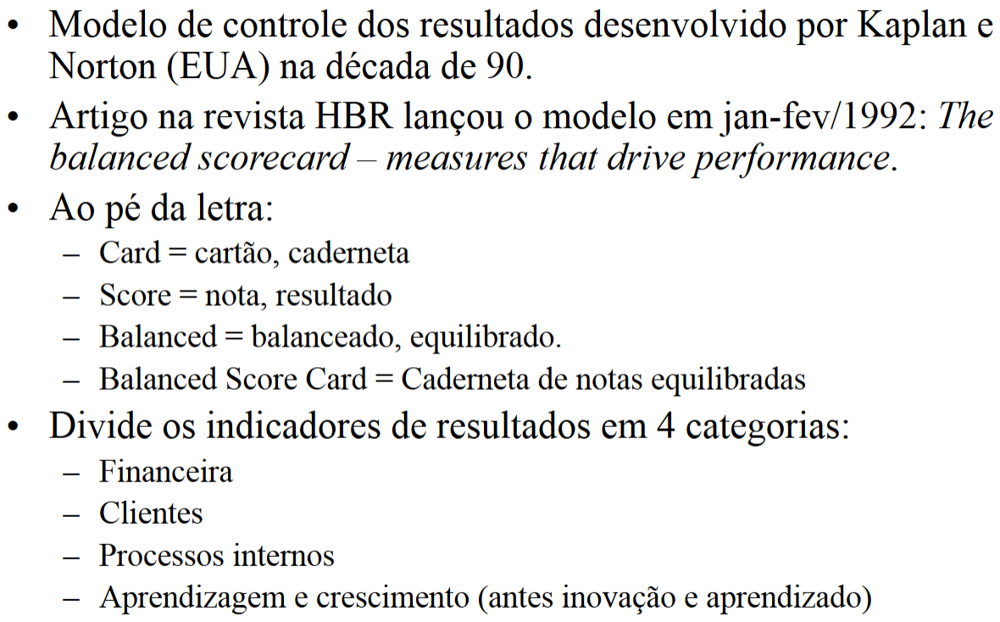 • Modelo de controle dos resultados desenvolvido por Kaplan e
Norton (EUA) na década de 90.
• Artigo na revista HBR lançou o modelo em jan-fev/1992: The
balanced scorecard – measures that drive performance.
• Ao pé da letra:
– Card = cartão, caderneta
– Score = nota, resultado
– Balanced = balanceado, equilibrado.
– Balanced Score Card = Caderneta de notas equilibradas
• Divide os indicadores de resultados em 4 categorias:
– Financeira
– Clientes
– Processos internos
– Aprendizagem e crescimento (antes inovação e aprendizado)